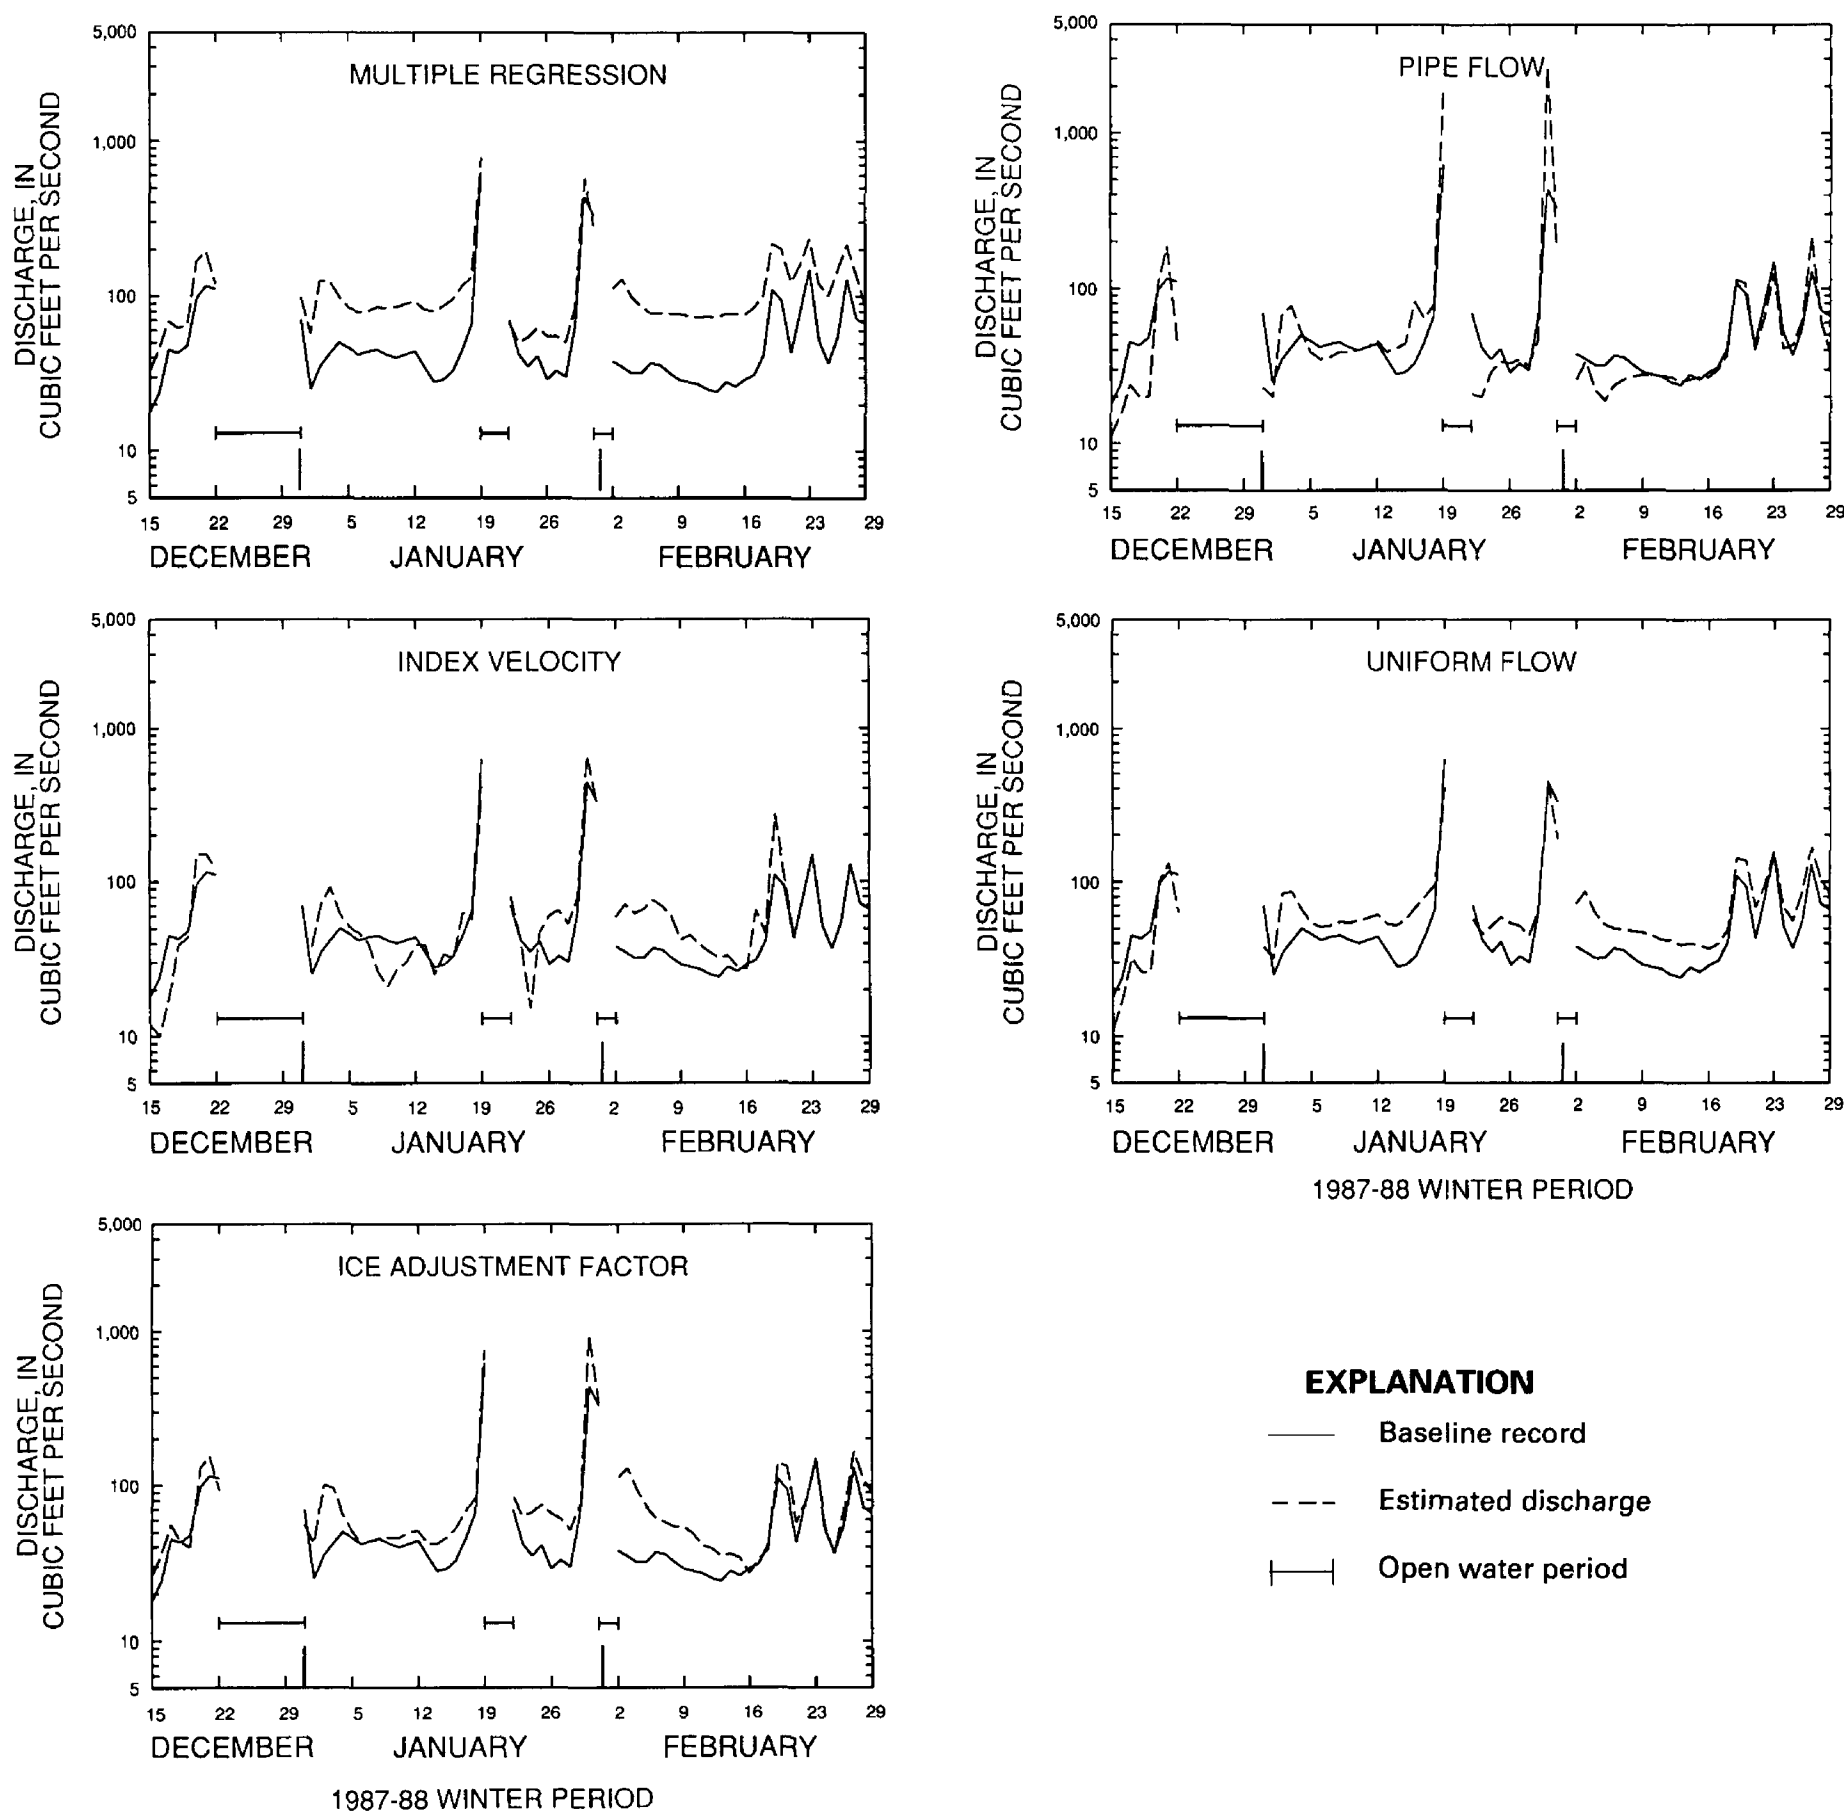 MULTIPLE REGRESSION
DISCHARGE, IN
CUBIC FEET PER SECOND
5,000
1,000
100
10
5
15 22 29 5 12 19 26 2 9 16 23 29
DECEMBER JANUARY FEBRUARY
PIPE FLOW
DISCHARGE, IN
CUBIC FEET PER SECOND
5,000
1,000
100
10
5
15 22 29 5 12 19 26 2 9 16 23 29
DECEMBER JANUARY FEBRUARY
INDEX VELOCITY
DISCHARGE, IN
CUBIC FEET PER SECOND
5,000
1,000
100
10
5
15 22 29 5 12 19 26 2 9 16 23 29
DECEMBER JANUARY FEBRUARY
UNIFORM FLOW
DISCHARGE, IN
CUBIC FEET PER SECOND
5,000
1,000
100
10
5
15 22 29 5 12 19 26 2 9 16 23 29
DECEMBER JANUARY FEBRUARY
1987-88 WINTER PERIOD
ICE ADJUSTMENT FACTOR
DISCHARGE, IN
CUBIC FEET PER SECOND
5,000
1,000
100
10
5
15 22 29 5 12 19 26 2 9 16 23 29
DECEMBER JANUARY FEBRUARY
1987-88 WINTER PERIOD
EXPLANATION
Baseline record
Estimated discharge
Open water period